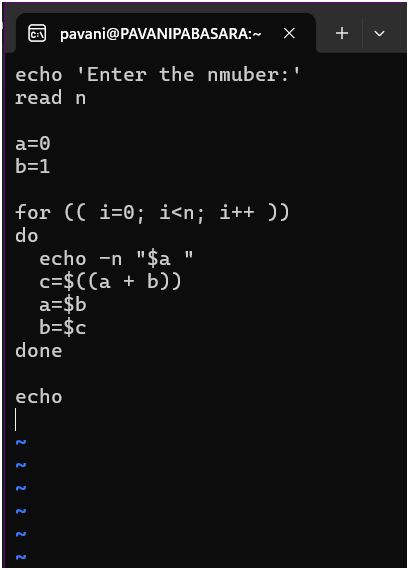 pavani@PAVANIPABASARA:~
echo 'Enter the nmuber:'
read n
a=0
b=1
for (( i=0; i<n; i++ ))
do
  echo -n "$a "
  c=$((a + b))
  a=$b
  b=$c
done
echo
~
~
~
~
~
~